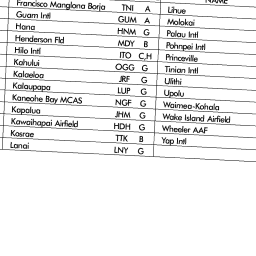 NAME
Francisco Manglona Borja TNI A Lihue
Guam Intl GUM A Molokai
Hana HNM G Palau Intl
Henderson Fld MDY B Pohnpei Intl
Hilo Intl ITO C,H Princeville
Kahului OGG G Tinian Intl
Kalaeloa JRF G Ulithi
Kalaupapa LUP G Upolu
Kaneohe Bay MCAS NGF G Waimea-Kohala
Kapalua JHM G Wake Island Airfield
Kawaihapai Airfield HDH G Wheeler AAF
Kosrae TTK B Yap Intl
Lanai LNY G